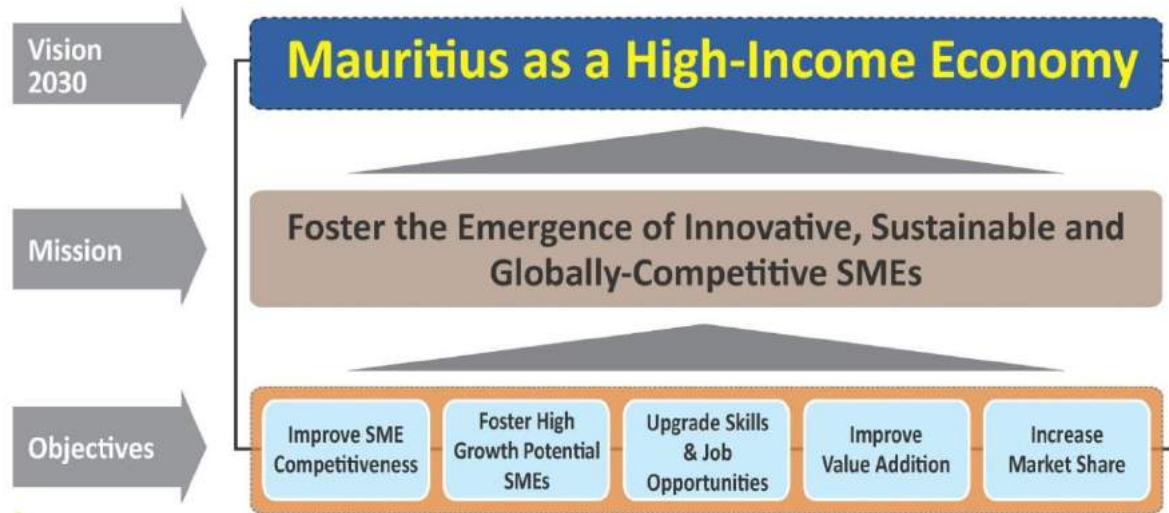 Vision
2030
Mauritius as a High-Income Economy
Mission
Foster the Emergence of Innovative, Sustainable and
Globally-Competitive SMEs
Objectives
Improve SME
Competitiveness
Foster High
Growth Potential
SMEs
Upgrade Skills
& Job
Opportunities
Improve
Value Addition
Increase
Market Share